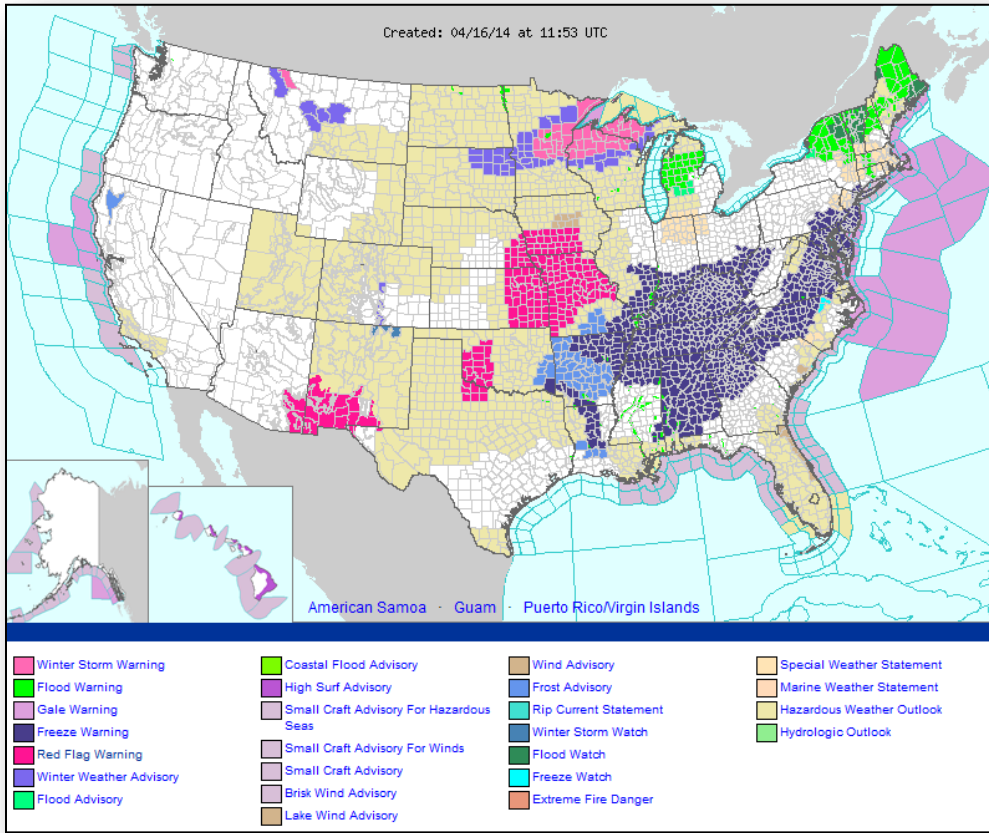 Created: 04/16/14 at 11:53 UTC
American Samoa - Guam - Puerto Rico/Virgin Islands
Winter Storm Warning
Flood Warning
Gale Warning
Freeze Warning
Red Flag Warning
Winter Weather Advisory
Flood Advisory
Coastal Flood Advisory
High Surf Advisory
Small Craft Advisory For Hazardous
Seas
Small Craft Advisory For Winds
Small Craft Advisory
Brisk Wind Advisory
Lake Wind Advisory
Wind Advisory
Frost Advisory
Rip Current Statement
Winter Storm Watch
Flood Watch
Freeze Watch
Extreme Fire Danger
Special Weather Statement
Marine Weather Statement
Hazardous Weather Outlook
Hydrologic Outlook